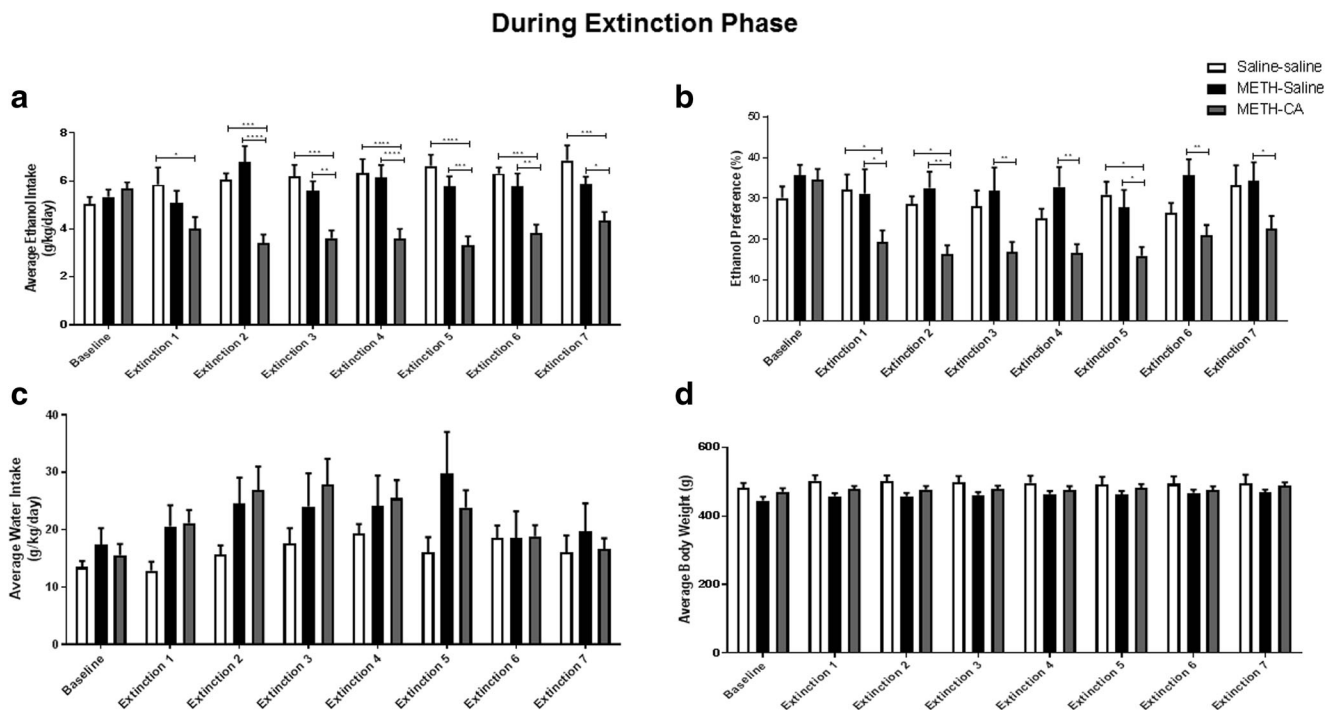 During Extinction Phase
Saline-saline
METH-Saline
METH-CA
a
Average Ethanol Intake
(g/kg/day)
8
6
4
2
0
*
***
****
***
**
****
****
****
***
***
**
***
*
Baseline
Extinction 1
Extinction 2
Extinction 3
Extinction 4
Extinction 5
Extinction 6
Extinction 7
b
Ethanol Preference (%)
50
40
30
20
10
0
*
*
*
**
**
**
*
*
**
*
Baseline
Extinction 1
Extinction 2
Extinction 3
Extinction 4
Extinction 5
Extinction 6
Extinction 7
c
Average Water Intake
(g/kg/day)
40
30
20
10
0
Baseline
Extinction 1
Extinction 2
Extinction 3
Extinction 4
Extinction 5
Extinction 6
Extinction 7
d
Average Body Weight (g)
600
400
200
0
Baseline
Extinction 1
Extinction 2
Extinction 3
Extinction 4
Extinction 5
Extinction 6
Extinction 7